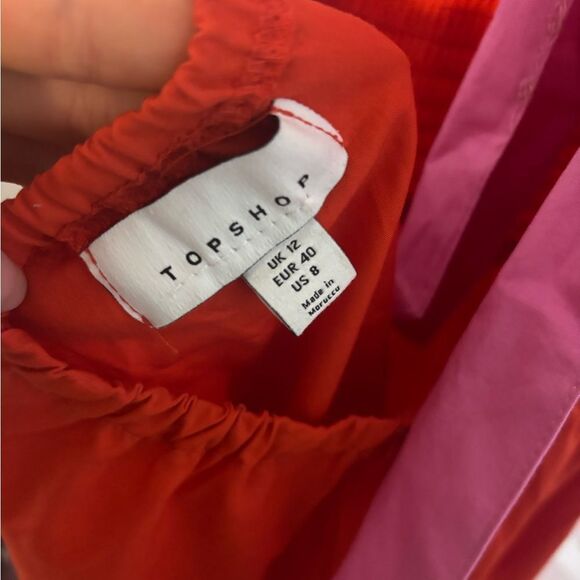 TOPSHOP
UK 12
EUR 40
US 8
Made in
Morocco